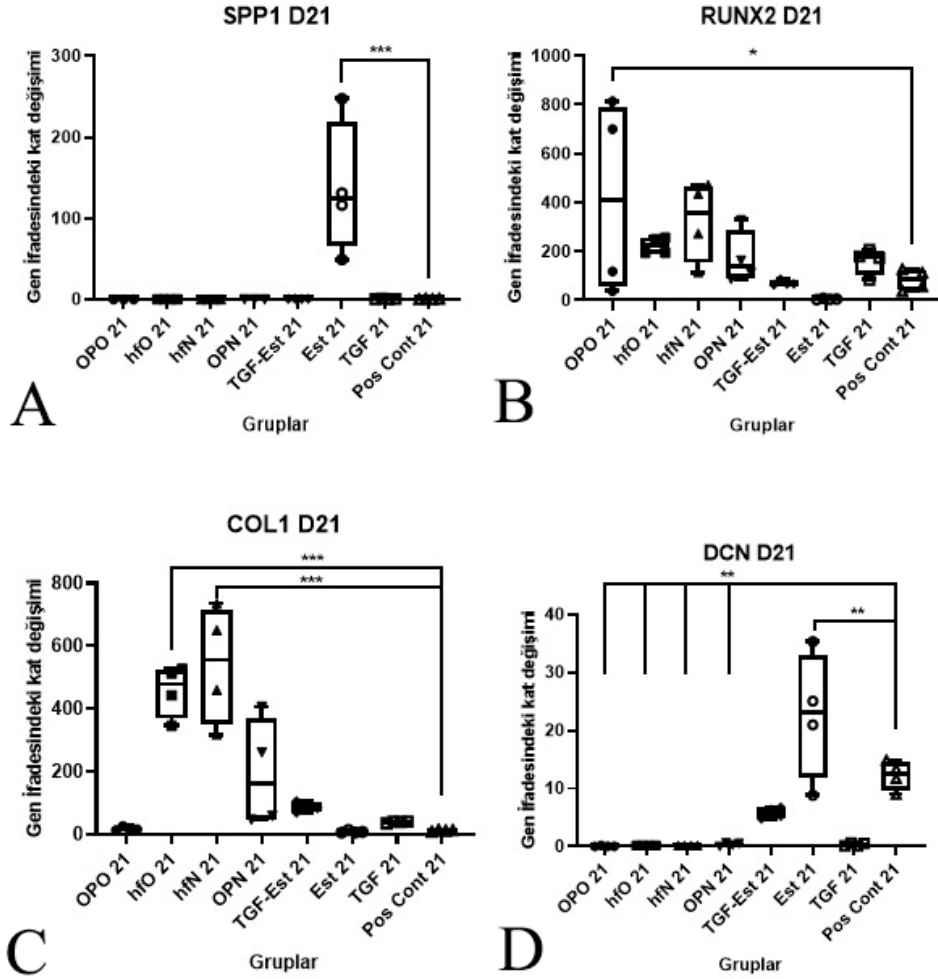 SPP1 D21
Gen İfadesindeki kat değişimi
300
200
100
0
***
OPO 21
hfO 21
hfN 21
OPN 21
TGF-Est 21
Est 21
TGF 21
Pos Cont 21
Gruplar
A
RUNX2 D21
Gen İfadesindeki kat değişimi
1000
800
600
400
200
0
*
OPO 21
hfO 21
hfN 21
OPN 21
TGF-Est 21
Est 21
TGF 21
Pos Cont 21
Gruplar
B
COL1 D21
Gen İfadesindeki kat değişimi
800
600
400
200
0
***
***
OPO 21
hfO 21
hfN 21
OPN 21
TGF-Est 21
Est 21
TGF 21
Pos Cont 21
Gruplar
C
DCN D21
Gen İfadesindeki kat değişimi
40
30
20
10
0
**
**
OPO 21
hfO 21
hfN 21
OPN 21
TGF-Est 21
Est 21
TGF 21
Pos Cont 21
Gruplar
D